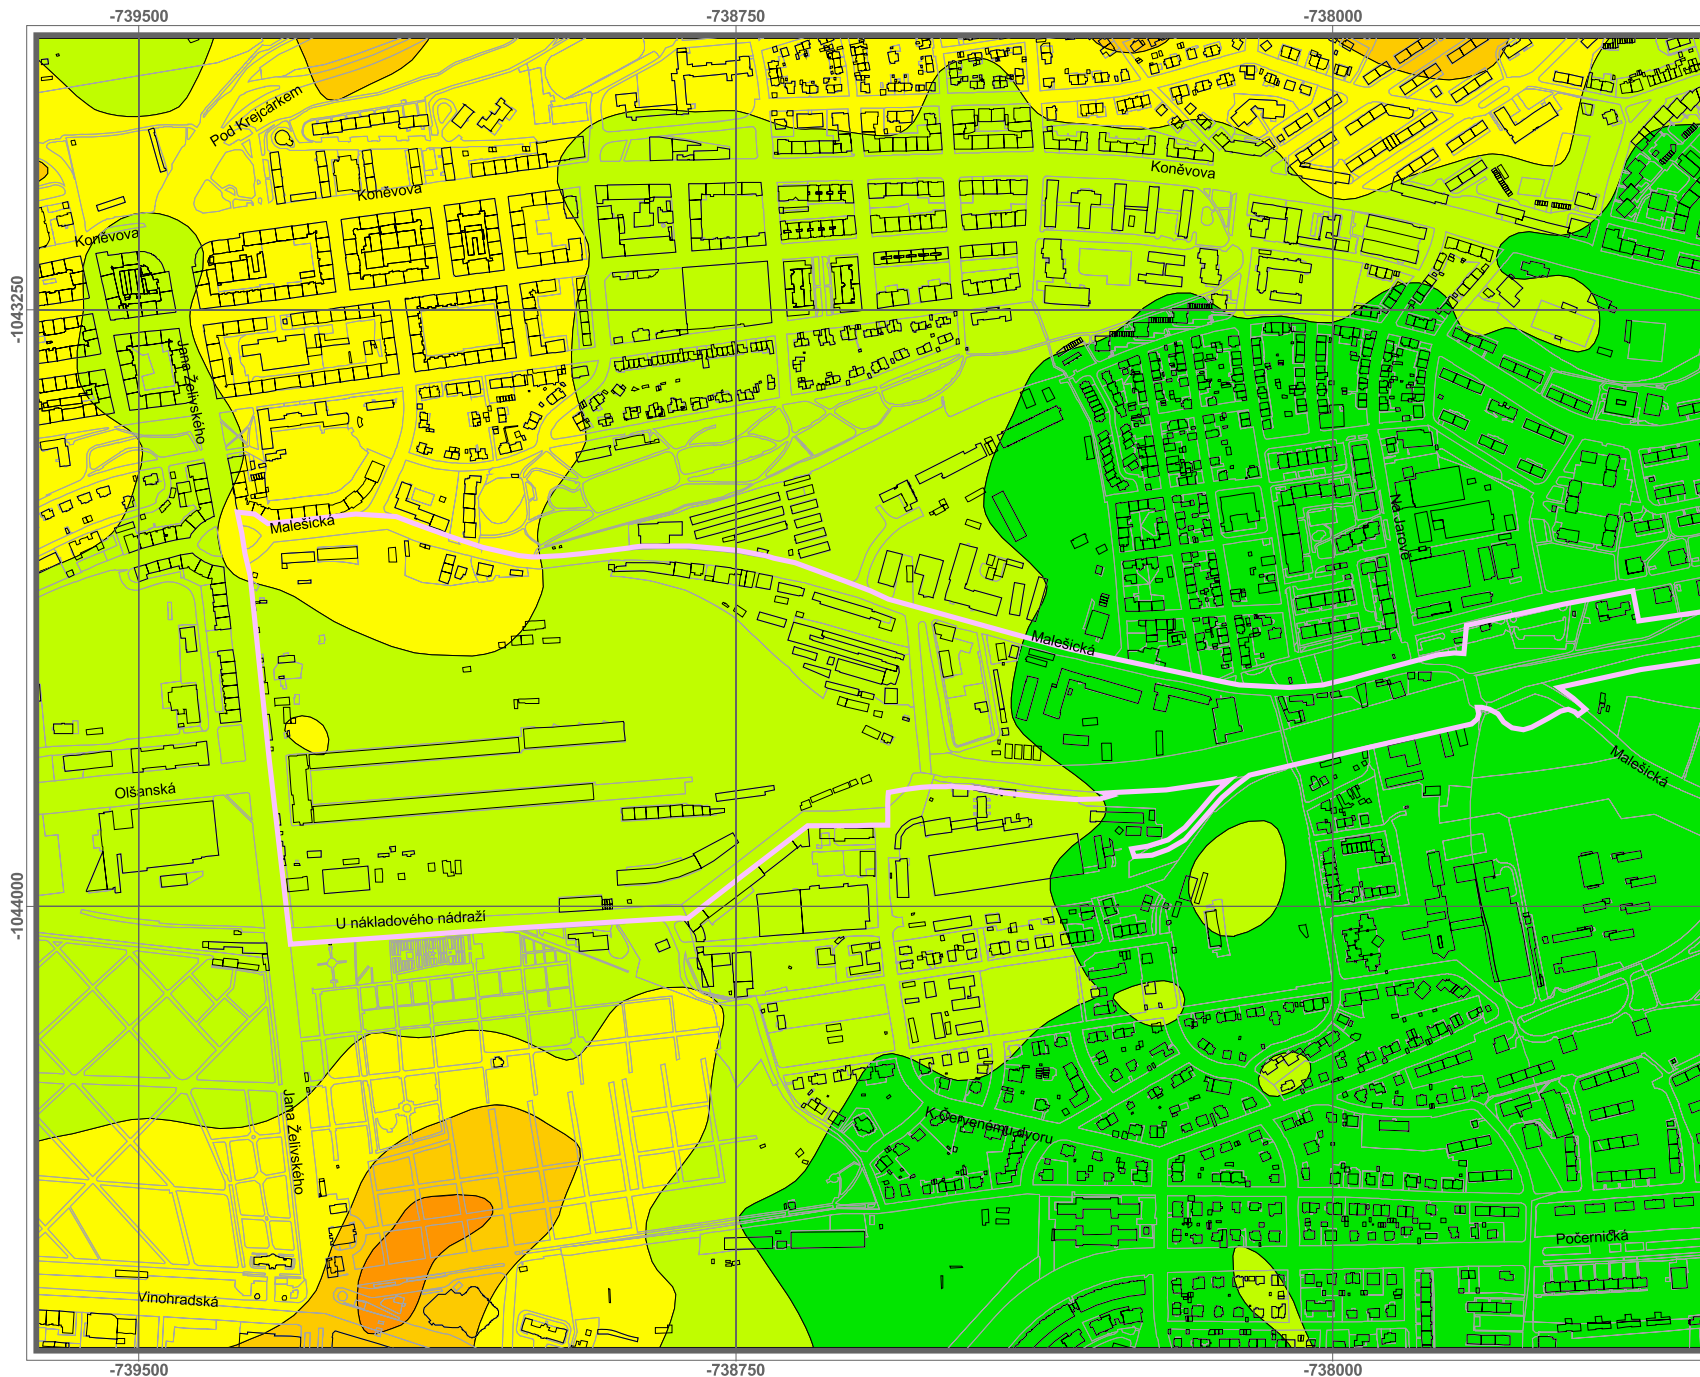 -739500 -738750 -738000
Pod Krejcárkem
Koněvova
Koněvova
Koněvova
-1043250
Jana Želivského
Malešická
Na Jarově
Malešická
Malešická
Olšanská
-1044000
U nákladového nádraží
Jana Želivského
K Červenému dvoru
Počernická
Vinohradská
-739500 -738750 -738000